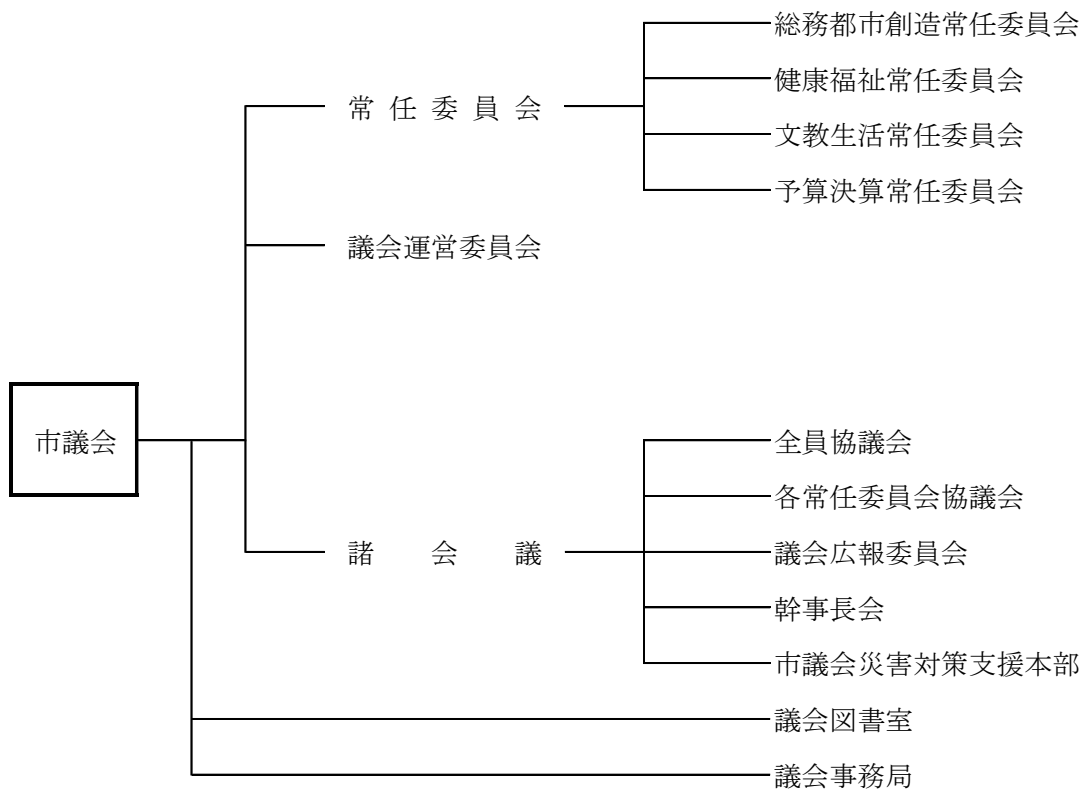 総務都市創造常任委員会
健康福祉常任委員会
常任委員会
文教生活常任委員会
予算決算常任委員会
議会運営委員会
市議会
全員協議会
各常任委員会協議会
諸会議
議会広報委員会
幹事長会
市議会災害対策支援本部
議会図書室
議会事務局